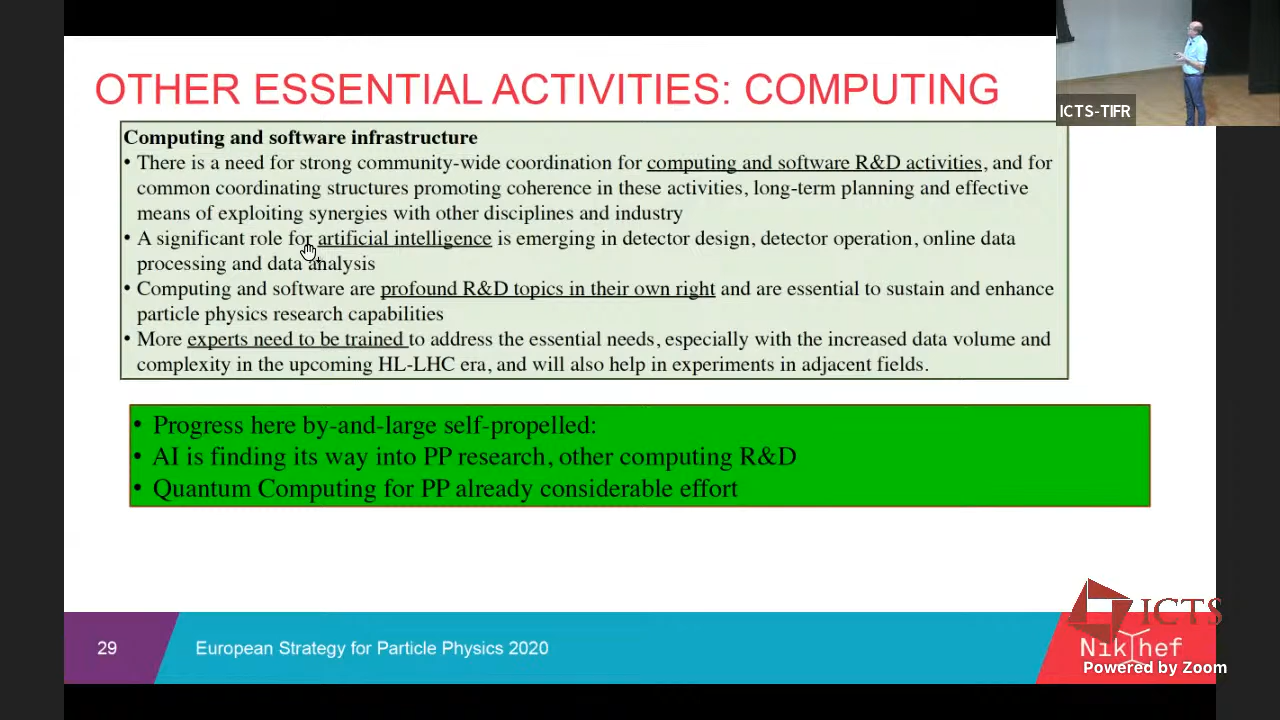 OTHER ESSENTIAL ACTIVITIES: COMPUTING
ICTS-TIFR
Computing and software infrastructure
• There is a need for strong community-wide coordination for computing and software R&D activities, and for
common coordinating structures promoting coherence in these activities, long-term planning and effective
means of exploiting synergies with other disciplines and industry
• A significant role for artificial intelligence is emerging in detector design, detector operation, online data
processing and data analysis
• Computing and software are profound R&D topics in their own right and are essential to sustain and enhance
particle physics research capabilities
• More experts need to be trained to address the essential needs, especially with the increased data volume and
complexity in the upcoming HL-LHC era, and will also help in experiments in adjacent fields.
• Progress here by-and-large self-propelled:
• AI is finding its way into PP research, other computing R&D
• Quantum Computing for PP already considerable effort
ICTS
29
European Strategy for Particle Physics 2020
Nikhef
Powered by Zoom